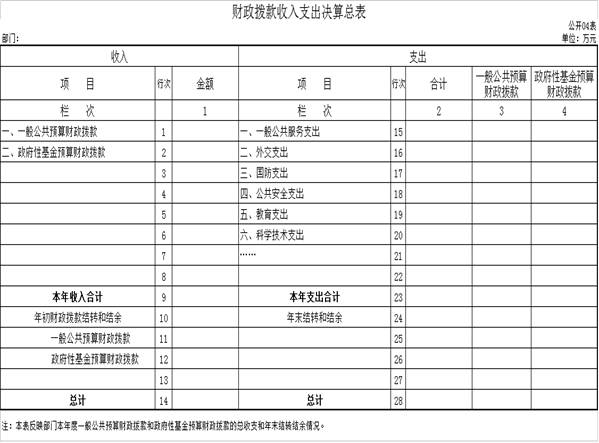 财政拨款收入支出决算总表
公开04表
部门： 单位：万元
收入 支出
项 目 行次 金额 项 目 行次 合计 一般公共预算财政拨款 政府性基金预算财政拨款
栏 次 1 栏 次 2 3 4
一、一般公共预算财政拨款 1 一、一般公共服务支出 15
二、政府性基金预算财政拨款 2 二、外交支出 16
3 三、国防支出 17
4 四、公共安全支出 18
5 五、教育支出 19
6 六、科学技术支出 20
7 …… 21
8 22
本年收入合计 9 本年支出合计 23
年初财政拨款结转和结余 10 年末结转和结余 24
一般公共预算财政拨款 11 25
政府性基金预算财政拨款 12 26
13 27
总计 14 总计 28
注：本表反映部门本年度一般公共预算财政拨款和政府性基金预算财政拨款的总收支和年末结转结余情况。